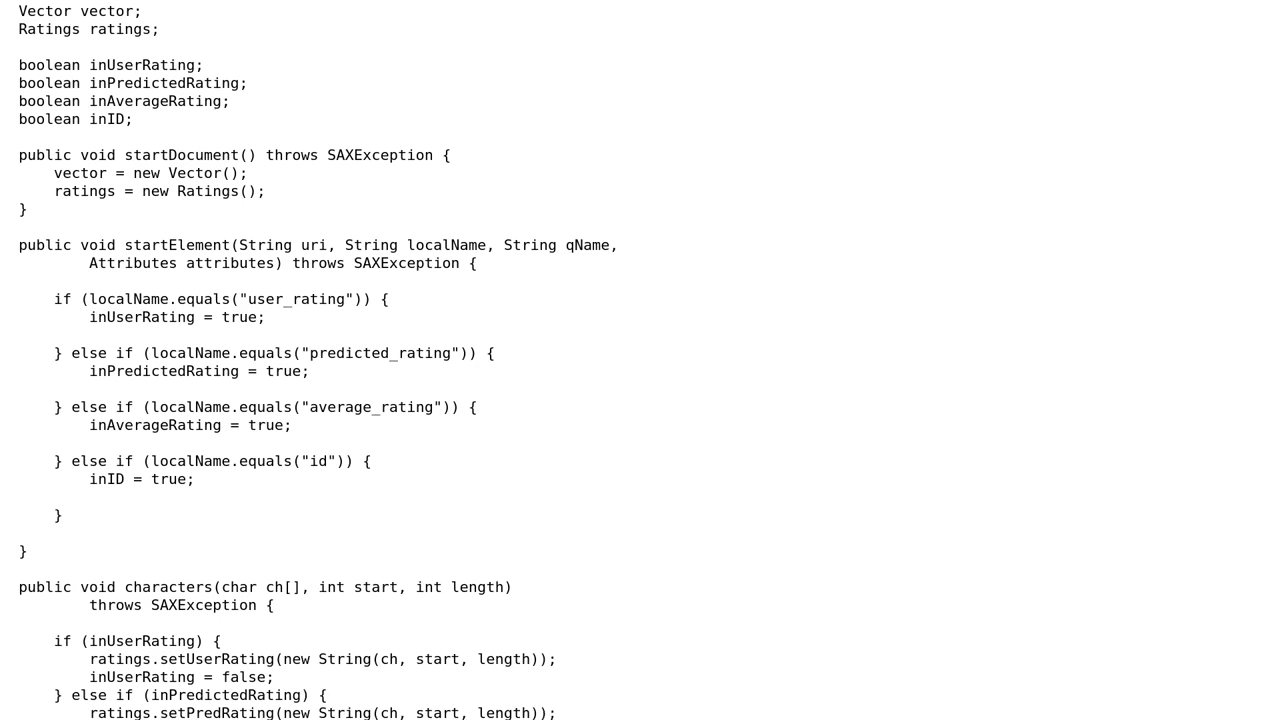 Vector vector;
Ratings ratings;

boolean inUserRating;
boolean inPredictedRating;
boolean inAverageRating;
boolean inID;

public void startDocument() throws SAXException {
    vector = new Vector();
    ratings = new Ratings();
}

public void startElement(String uri, String localName, String qName,
        Attributes attributes) throws SAXException {

    if (localName.equals("user_rating")) {
        inUserRating = true;

    } else if (localName.equals("predicted_rating")) {
        inPredictedRating = true;

    } else if (localName.equals("average_rating")) {
        inAverageRating = true;

    } else if (localName.equals("id")) {
        inID = true;

    }

}

public void characters(char ch[], int start, int length)
        throws SAXException {

    if (inUserRating) {
        ratings.setUserRating(new String(ch, start, length));
        inUserRating = false;
    } else if (inPredictedRating) {
        ratings.setPredRating(new String(ch, start, length));